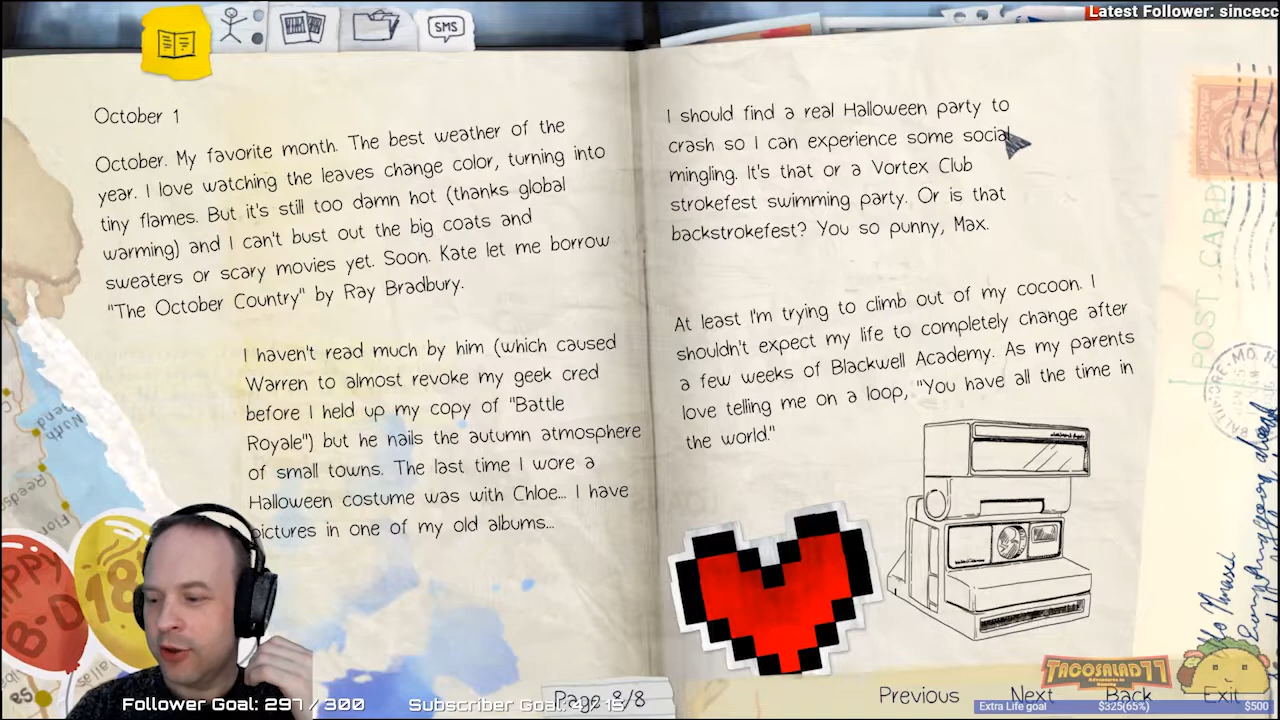 Latest Follower: sincecc
SMS
October 1
October. My favorite month. The best weather of the
year. I love watching the leaves change color, turning into
tiny flames. But it's still too damn hot (thanks global
warming) and I can't bust out the big coats and
sweaters or scary movies yet. Soon. Kate let me borrow
"The October Country" by Ray Bradbury.
I haven't read much by him (which caused
Warren to almost revoke my geek cred
before I held up my copy of "Battle
Royale") but he nails the autumn atmosphere
of small towns. The last time I wore a
Halloween costume was with Chloe... I have
pictures in one of my old albums...
I should find a real Halloween party to
crash so I can experience some social
mingling. It's that or a Vortex Club
strokefest swimming party. Or is that
backstrokefest? You so punny, Max.
At least I'm trying to climb out of my cocoon. I
shouldn't expect my life to completely change after
a few weeks of Blackwell Academy. As my parents
love telling me on a loop, "You have all the time in
the world."
POST CARD
TACOSALAD77
Page 8/8
Previous
Next
Back
Exit
Follower Goal: 297 / 300
Subscriber Goal: 4 / 15
Extra Life goal
$325(65%)
$500